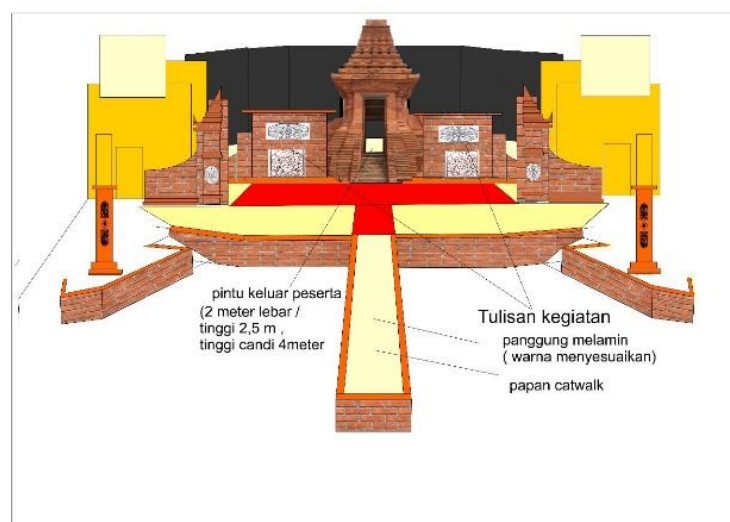 pintu keluar peserta
(2 meter lebar /
tinggi 2,5 m ,
tinggi candi 4meter
Tulisan kegiatan
panggung melamin
( warna menyesuaikan)
papan catwalk